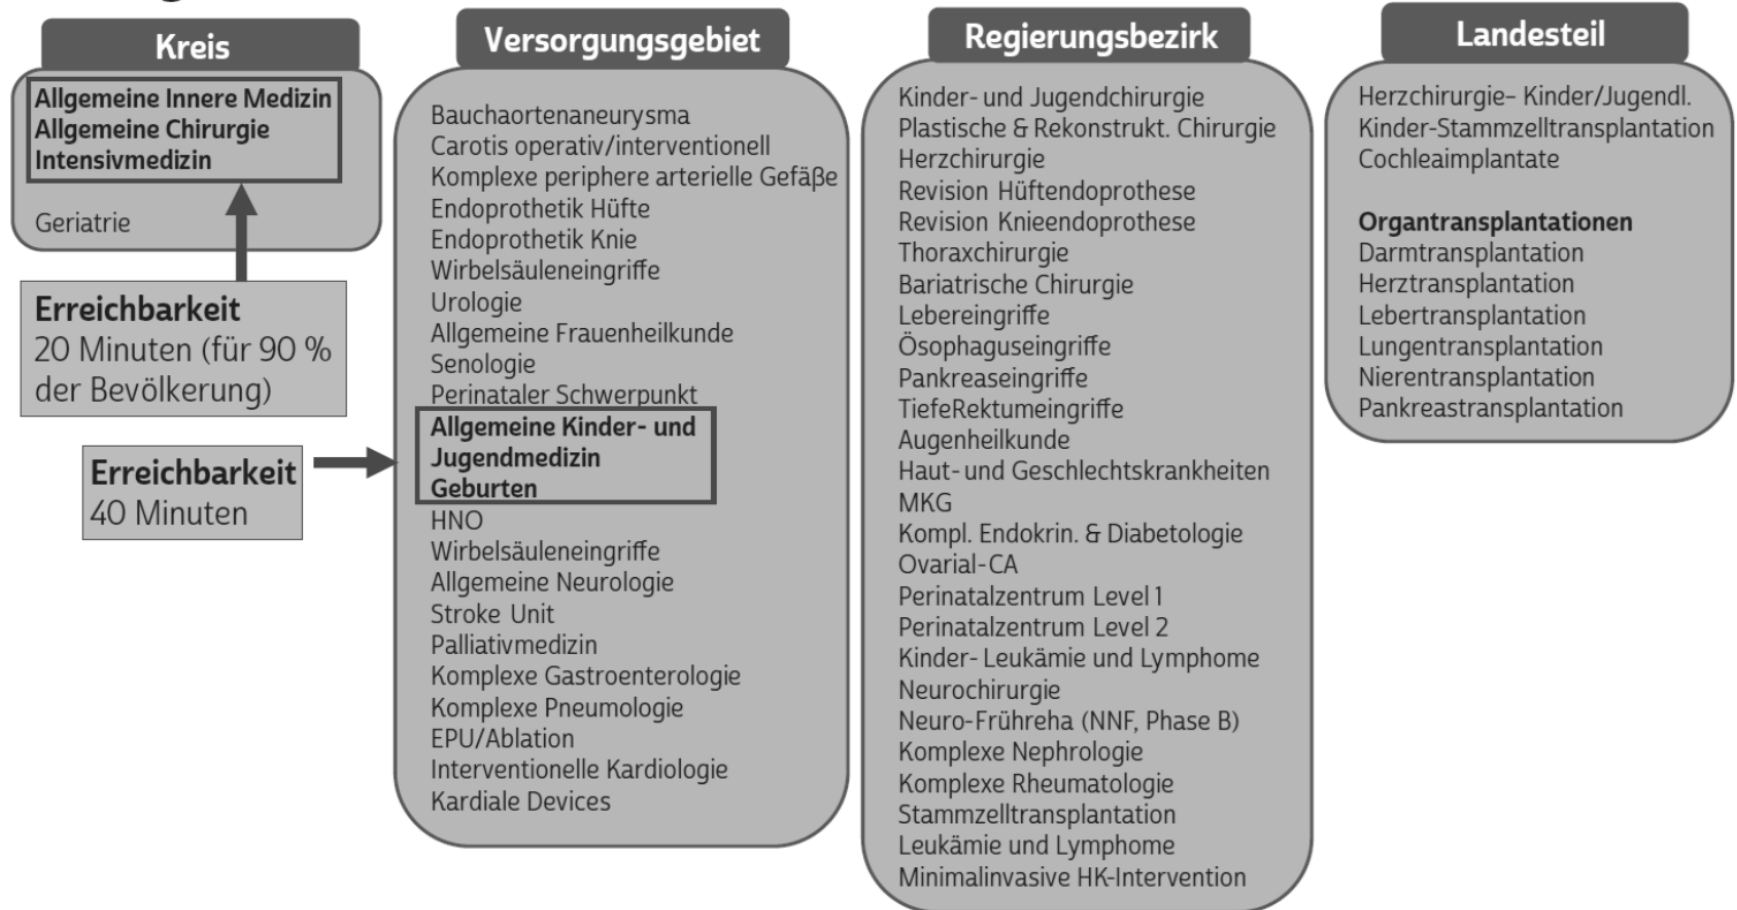 Kreis
Allgemeine Innere Medizin
Allgemeine Chirurgie
Intensivmedizin
Geriatrie
Erreichbarkeit
20 Minuten (für 90 %
der Bevölkerung)
Erreichbarkeit
40 Minuten
Versorgungsgebiet
Bauchaortenaneurysma
Carotis operativ/interventionell
Komplexe periphere arterielle Gefäße
Endoprothetik Hüfte
Endoprothetik Knie
Wirbelsäuleneingriffe
Urologie
Allgemeine Frauenheilkunde
Senologie
Perinataler Schwerpunkt
Allgemeine Kinder- und
Jugendmedizin
Geburten
HNO
Wirbelsäuleneingriffe
Allgemeine Neurologie
Stroke Unit
Palliativmedizin
Komplexe Gastroenterologie
Komplexe Pneumologie
EPU/Ablation
Interventionelle Kardiologie
Kardiale Devices
Regierungsbezirk
Kinder- und Jugendchirurgie
Plastische & Rekonstrukt. Chirurgie
Herzchirurgie
Revision Hüftendoprothese
Revision Knieendoprothese
Thoraxchirurgie
Bariatrische Chirurgie
Lebereingriffe
Ösophaguseingriffe
Pankreaseingriffe
TiefeRektumeingriffe
Augenheilkunde
Haut- und Geschlechtskrankheiten
MKG
Kompl. Endokrin. & Diabetologie
Ovarial-CA
Perinatalzentrum Level 1
Perinatalzentrum Level 2
Kinder- Leukämie und Lymphome
Neurochirurgie
Neuro-Frühreha (NNF, Phase B)
Komplexe Nephrologie
Komplexe Rheumatologie
Stammzelltransplantation
Leukämie und Lymphome
Minimalinvasive HK-Intervention
Landesteil
Herzchirurgie– Kinder/Jugendl.
Kinder-Stammzelltransplantation
Cochleaimplantate
Organtransplantationen
Darmtransplantation
Herztransplantation
Lebertransplantation
Lungentransplantation
Nierentransplantation
Pankreastransplantation